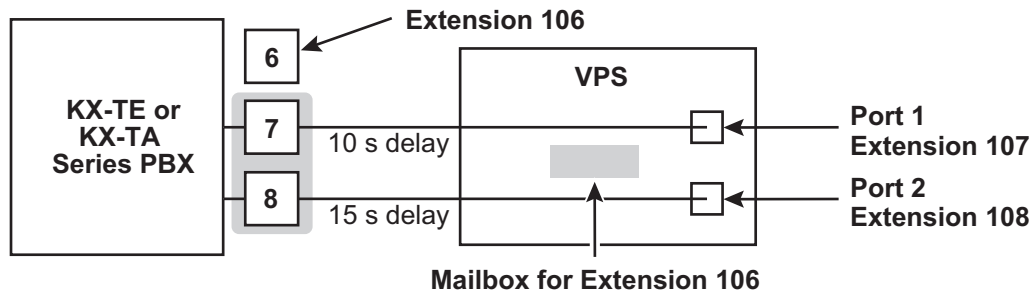 Extension 106
6
VPS
KX-TE or
KX-TA
Series PBX
7
10 s delay
Port 1
Extension 107
8
15 s delay
Port 2
Extension 108
Mailbox for Extension 106